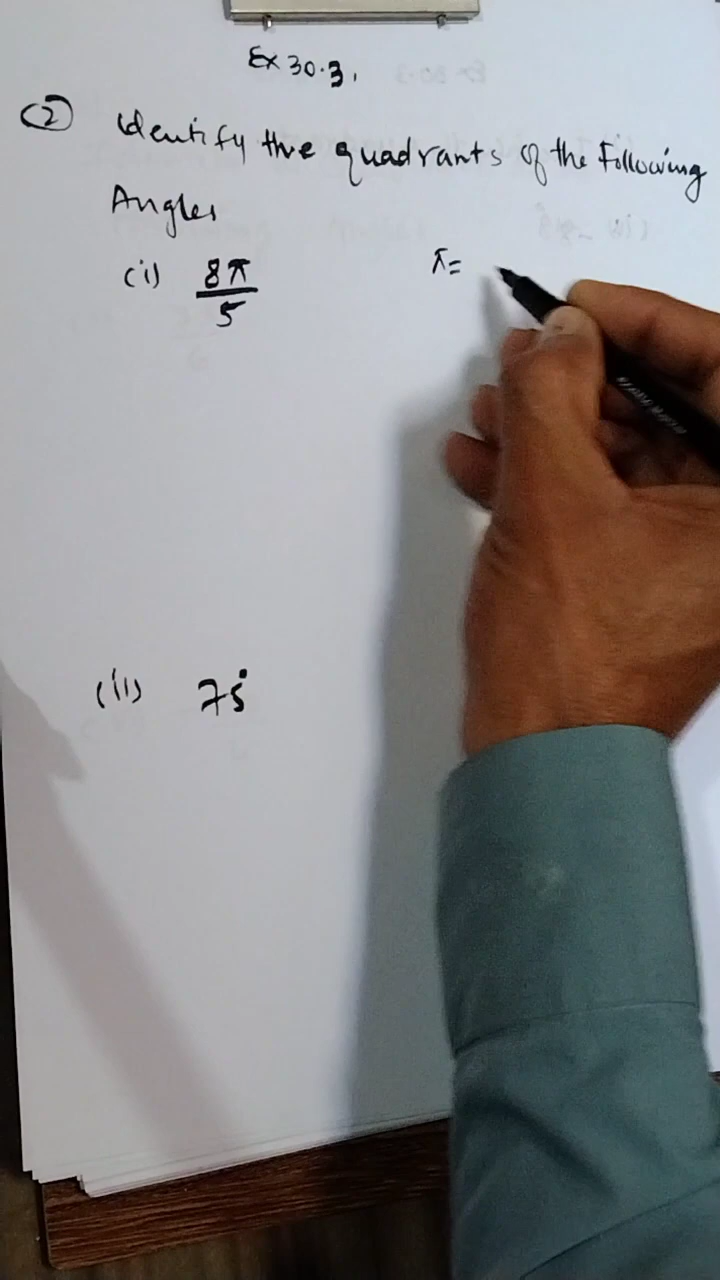 Ex 30.3.
(2) Identify the quadrants of the Following
Angles
(i) 8π/5
π=
(ii) 75°